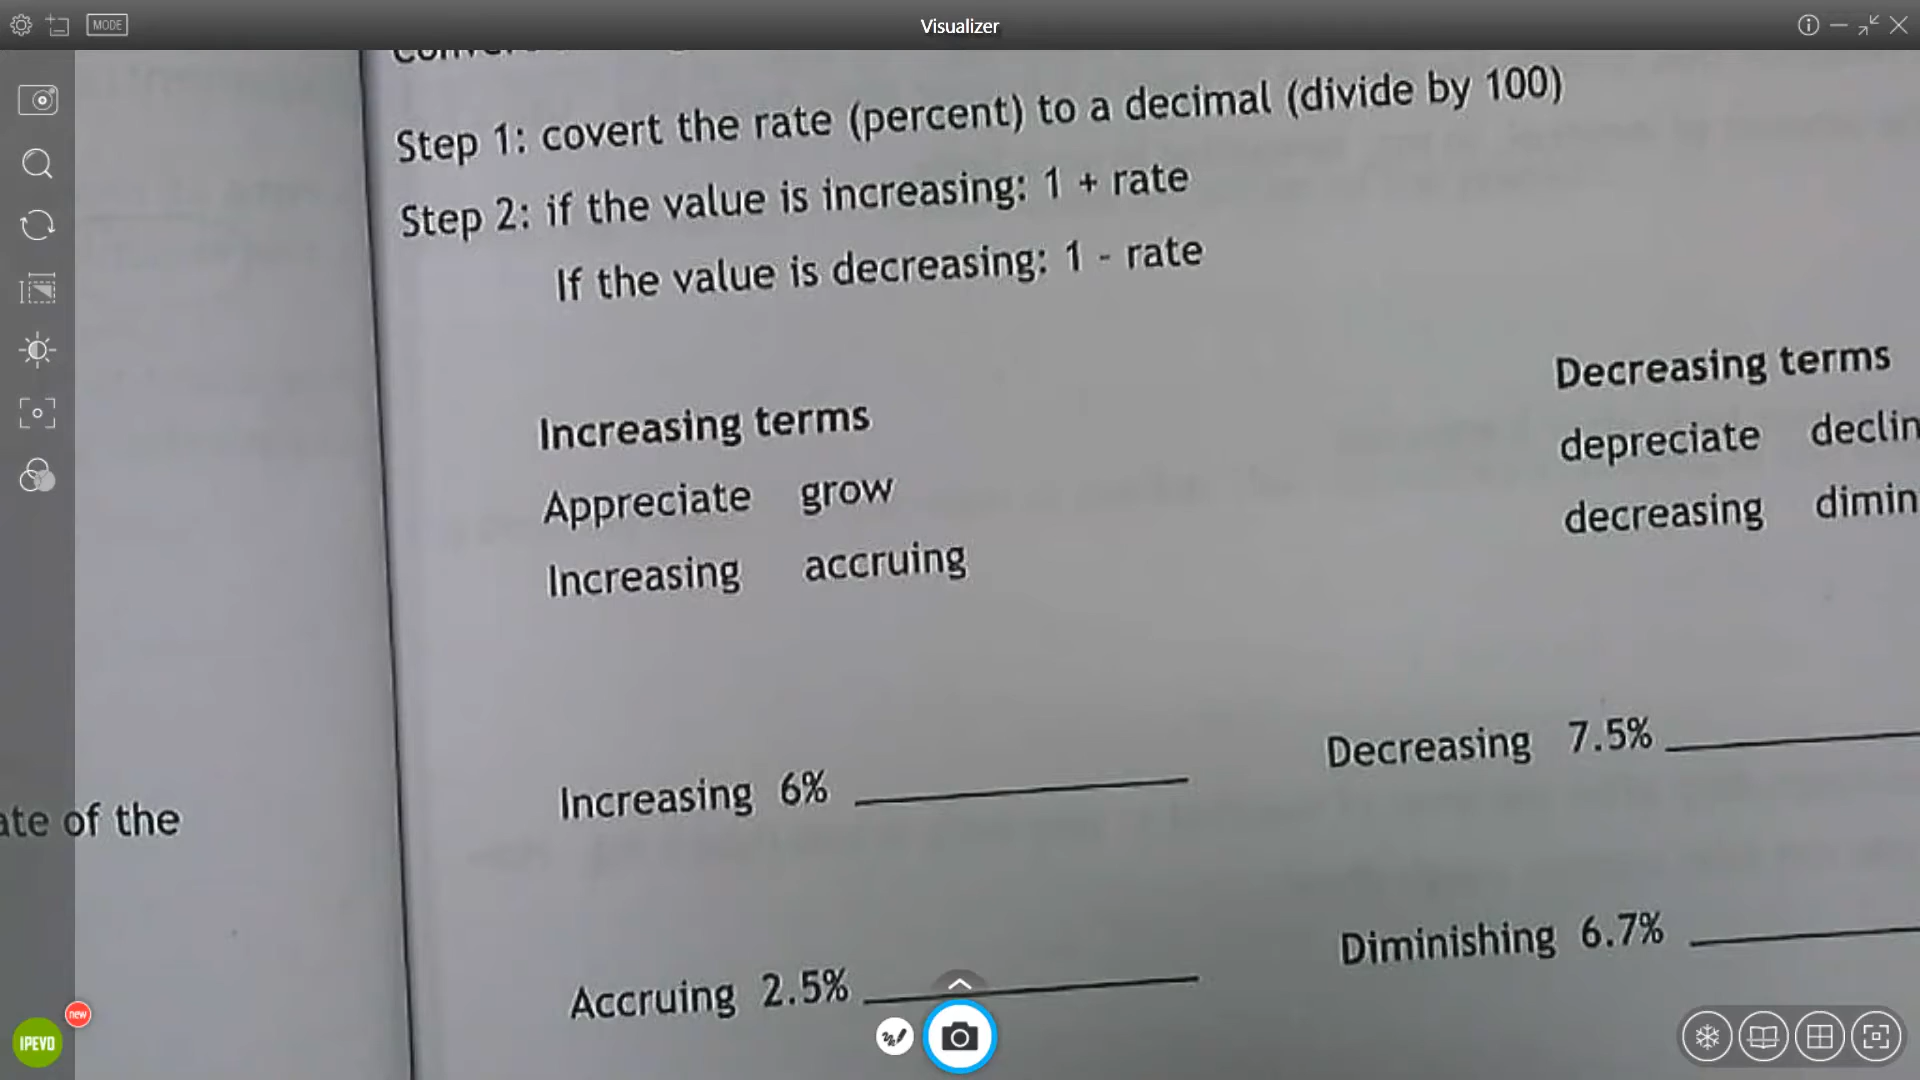 MODE
Visualizer
Step 1: covert the rate (percent) to a decimal (divide by 100)
Step 2: if the value is increasing: 1 + rate
If the value is decreasing: 1 - rate
Increasing terms
Appreciate grow
Increasing accruing
Decreasing terms
depreciate declin
decreasing dimin
Increasing 6%
Decreasing 7.5%
Accruing 2.5%
Diminishing 6.7%
ate of the
new
IPEVO